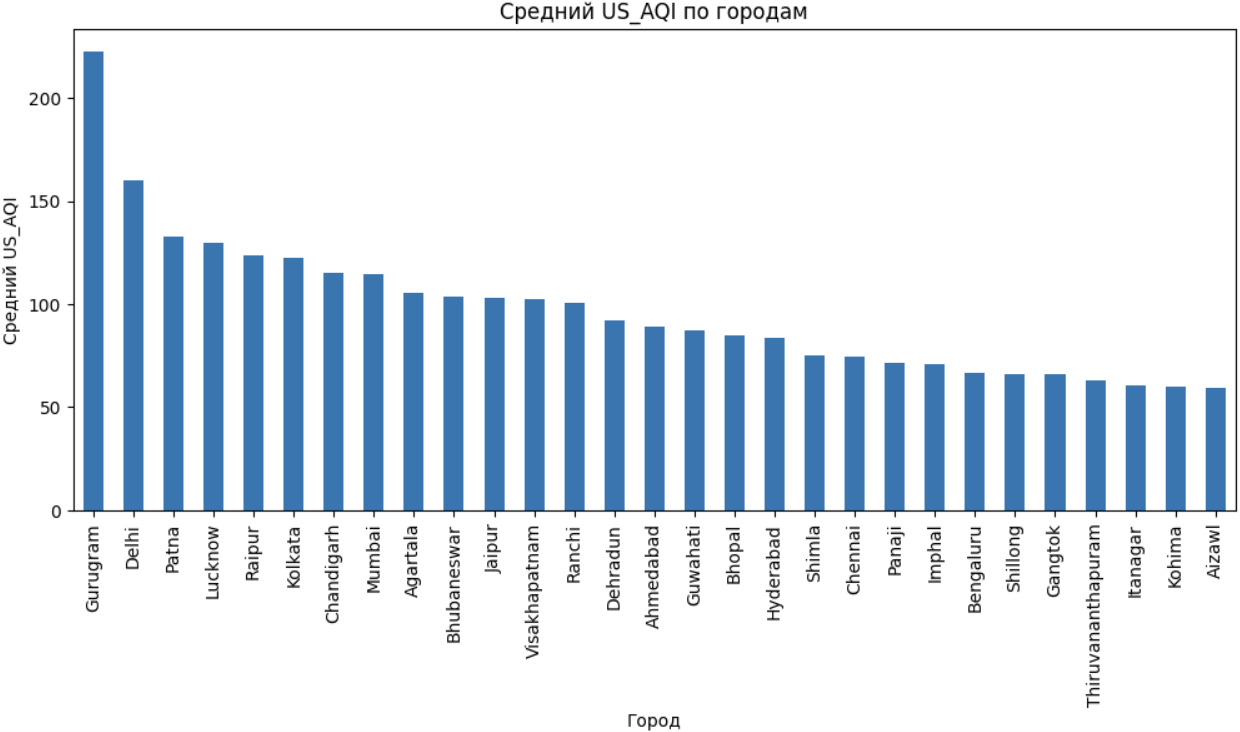 Средний US_AQI по городам
Средний US_AQI
200
150
100
50
0
Gurugram
Delhi
Patna
Lucknow
Raipur
Kolkata
Chandigarh
Mumbai
Agartala
Bhubaneswar
Jaipur
Visakhapatnam
Ranchi
Dehradun
Ahmedabad
Guwahati
Bhopal
Hyderabad
Shimla
Chennai
Panaji
Imphal
Bengaluru
Shillong
Gangtok
Thiruvananthapuram
Itanagar
Kohima
Aizawl
Город